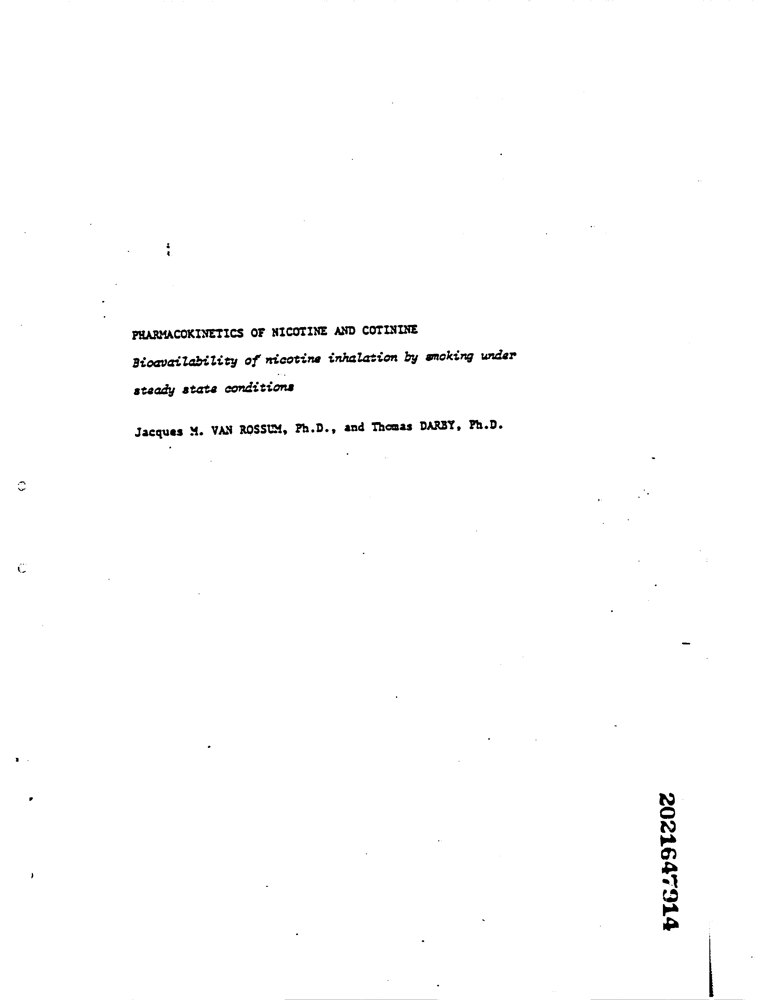 PHARMACOKINETICS OF NICOTINE AND COTININE
Bioavailability of nicotine inhalation by smoking under
steady state conditions
Jacques M. VAN ROSSUM, Ph.D., and Thomas DARBY, Ph.D.
2021647914